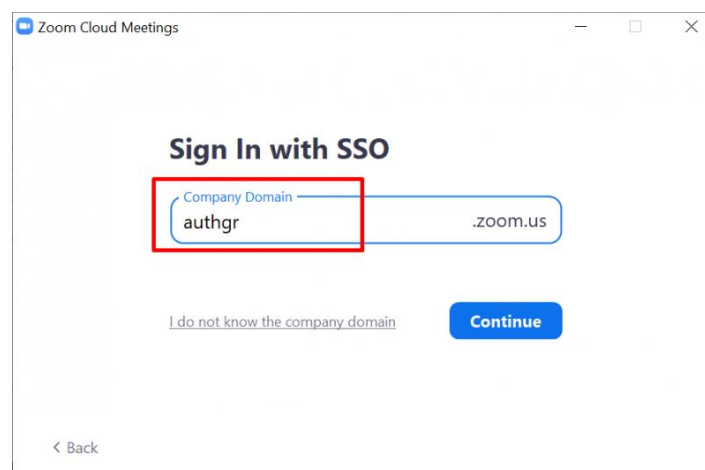 Zoom Cloud Meetings
Sign In with SSO
Company Domain
authgr .zoom.us
I do not know the company domain Continue
Back